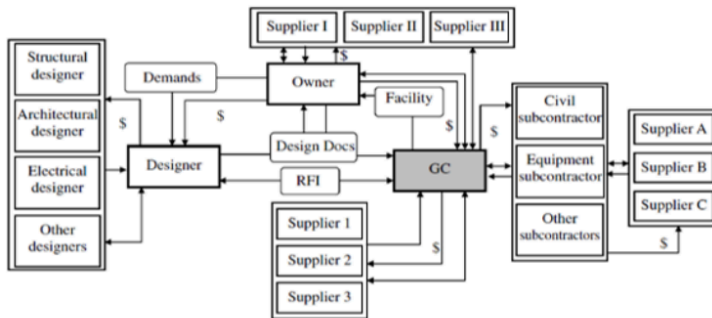 Supplier I
Supplier II
Supplier III
$
Structural
designer
Demands
Owner
Facility
Civil
subcontractor
Architectural
designer
$
$
$
$
Supplier A
Design Docs
Electrical
designer
Designer
GC
Equipment
subcontractor
Supplier B
RFI
Other
designers
Supplier 1
Other
subcontractors
Supplier C
Supplier 2
$
$
Supplier 3